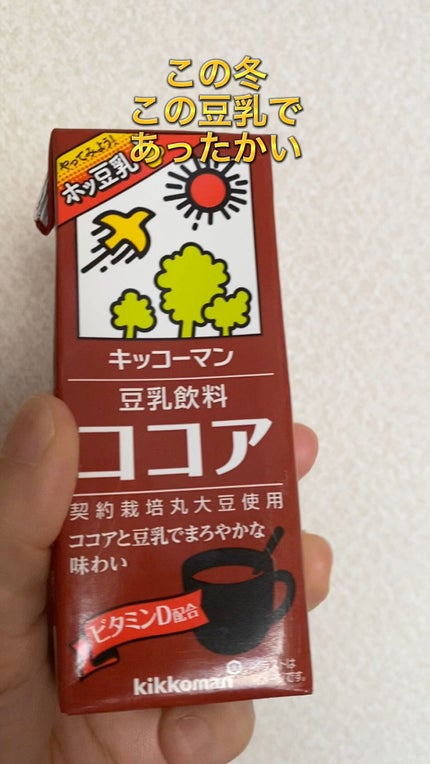 この冬
この豆乳で
あったかい
やってみよう!
ホッ豆乳
キッコーマン
豆乳飲料
ココア
契約栽培丸大豆使用
ココアと豆乳でまろやかな
味わい
ビタミンD配合
kikkoman